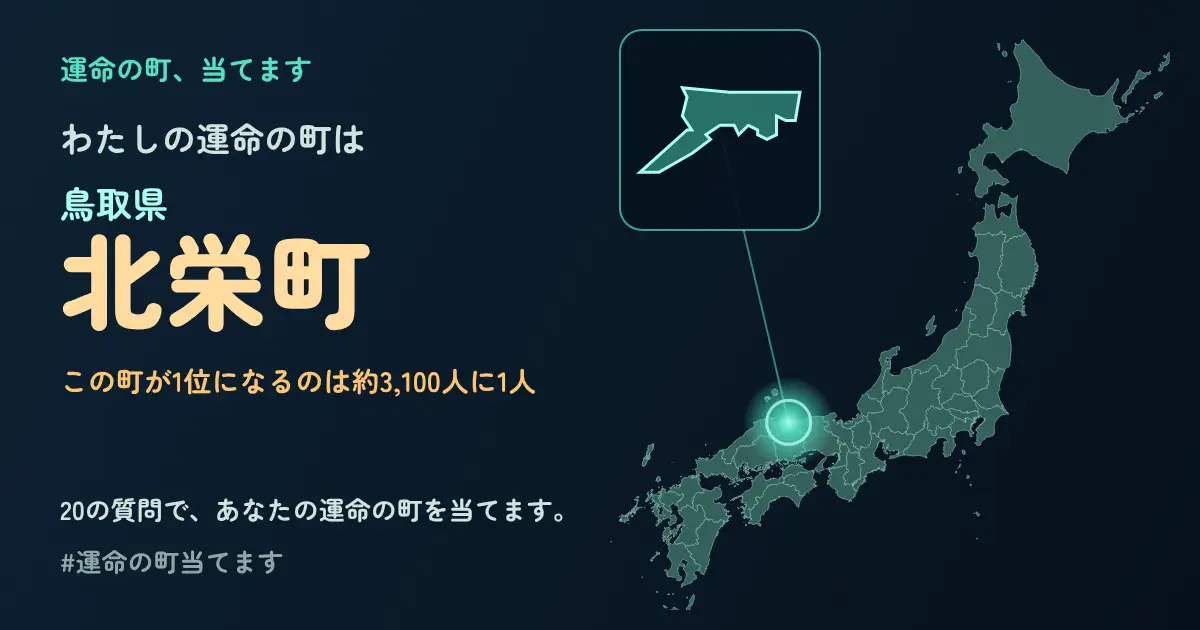 運命の町、当てます
わたしの運命の町は
鳥取県
北栄町
この町が1位になるのは約3,100人に1人
20の質問で、あなたの運命の町を当てます。
#運命の町当てます